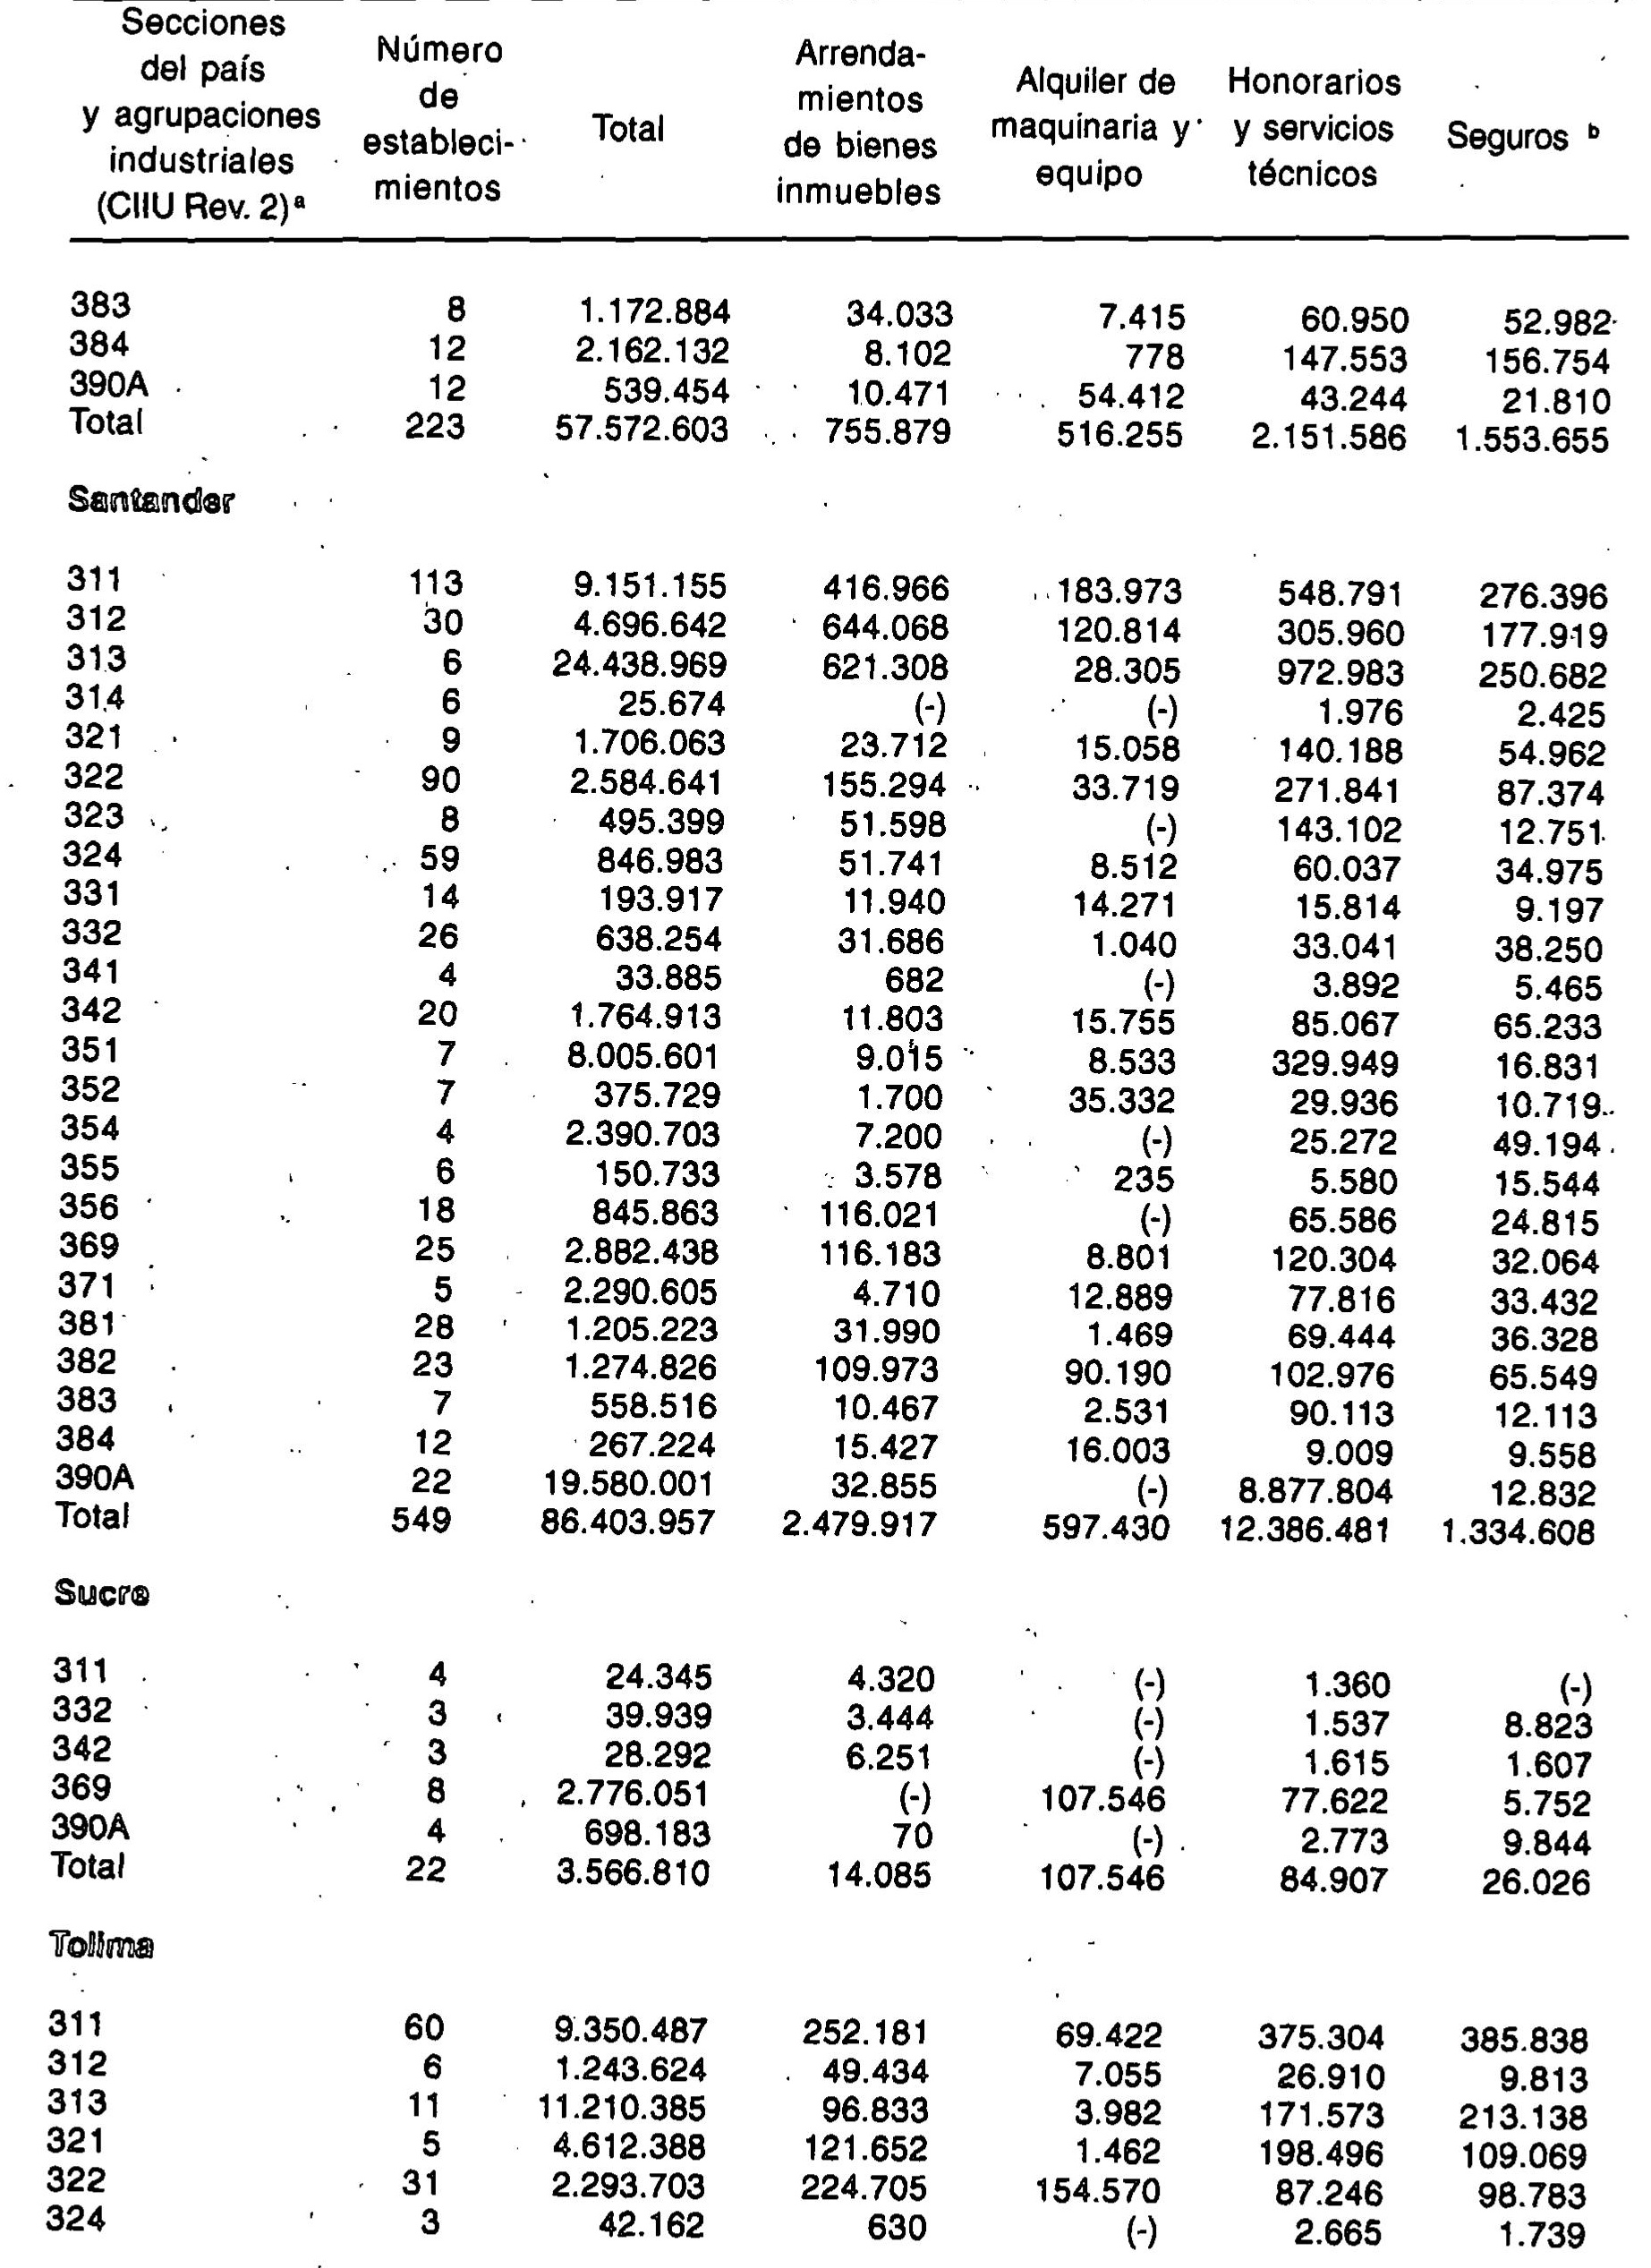 Secciones
del país
y agrupaciones
industriales
(CIIU Rev. 2) a
Número
de
estableci-
mientos
Total
Arrenda-
mientos
de bienes
inmuebles
Alquiler de
maquinaria y
equipo
Honorarios
y servicios
técnicos
Seguros b
383 8 1.172.884 34.033 7.415 60.950 52.982
384 12 2.162.132 8.102 778 147.553 156.754
390A 12 539.454 10.471 54.412 43.244 21.810
Total 223 57.572.603 755.879 516.255 2.151.586 1.553.655
Santander
311 113 9.151.155 416.966 183.973 548.791 276.396
312 30 4.696.642 644.068 120.814 305.960 177.919
313 6 24.438.969 621.308 28.305 972.983 250.682
314 6 25.674 (-) (-) 1.976 2.425
321 9 1.706.063 23.712 15.058 140.188 54.962
322 90 2.584.641 155.294 33.719 271.841 87.374
323 8 495.399 51.598 (-) 143.102 12.751
324 59 846.983 51.741 8.512 60.037 34.975
331 14 193.917 11.940 14.271 15.814 9.197
332 26 638.254 31.686 1.040 33.041 38.250
341 4 33.885 682 (-) 3.892 5.465
342 20 1.764.913 11.803 15.755 85.067 65.233
351 7 8.005.601 9.015 8.533 329.949 16.831
352 7 375.729 1.700 35.332 29.936 10.719
354 4 2.390.703 7.200 (-) 25.272 49.194
355 6 150.733 3.578 235 5.580 15.544
356 18 845.863 116.021 (-) 65.586 24.815
369 25 2.882.438 116.183 8.801 120.304 32.064
371 5 2.290.605 4.710 12.889 77.816 33.432
381 28 1.205.223 31.990 1.469 69.444 36.328
382 23 1.274.826 109.973 90.190 102.976 65.549
383 7 558.516 10.467 2.531 90.113 12.113
384 12 267.224 15.427 16.003 9.009 9.558
390A 22 19.580.001 32.855 (-) 8.877.804 12.832
Total 549 86.403.957 2.479.917 597.430 12.386.481 1.334.608
Sucre
311 4 24.345 4.320 (-) 1.360 (-)
332 3 39.939 3.444 (-) 1.537 8.823
342 3 28.292 6.251 (-) 1.615 1.607
369 8 2.776.051 (-) 107.546 77.622 5.752
390A 4 698.183 70 (-) 2.773 9.844
Total 22 3.566.810 14.085 107.546 84.907 26.026
Tolima
311 60 9.350.487 252.181 69.422 375.304 385.838
312 6 1.243.624 49.434 7.055 26.910 9.813
313 11 11.210.385 96.833 3.982 171.573 213.138
321 5 4.612.388 121.652 1.462 198.496 109.069
322 31 2.293.703 224.705 154.570 87.246 98.783
324 3 42.162 630 (-) 2.665 1.739